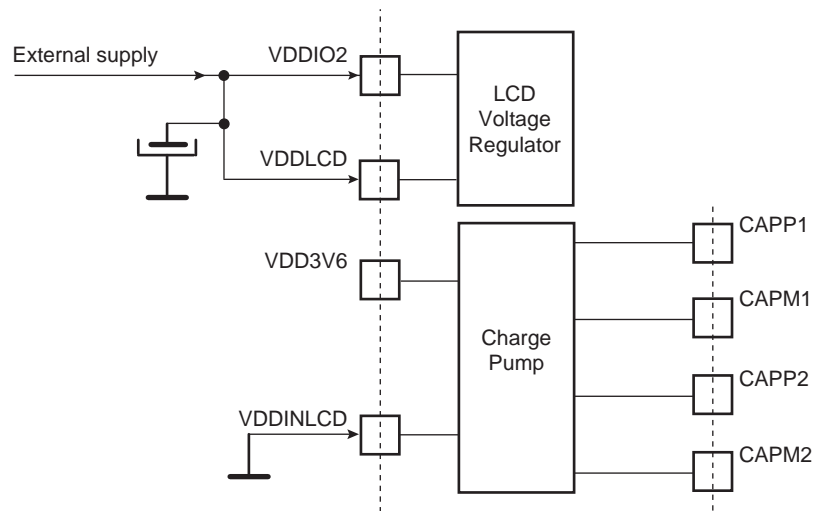 External supply
VDDIO2
LCD
Voltage
Regulator
VDDLCD
CAPP1
VDD3V6
CAPM1
Charge
Pump
CAPP2
VDDINLCD
CAPM2